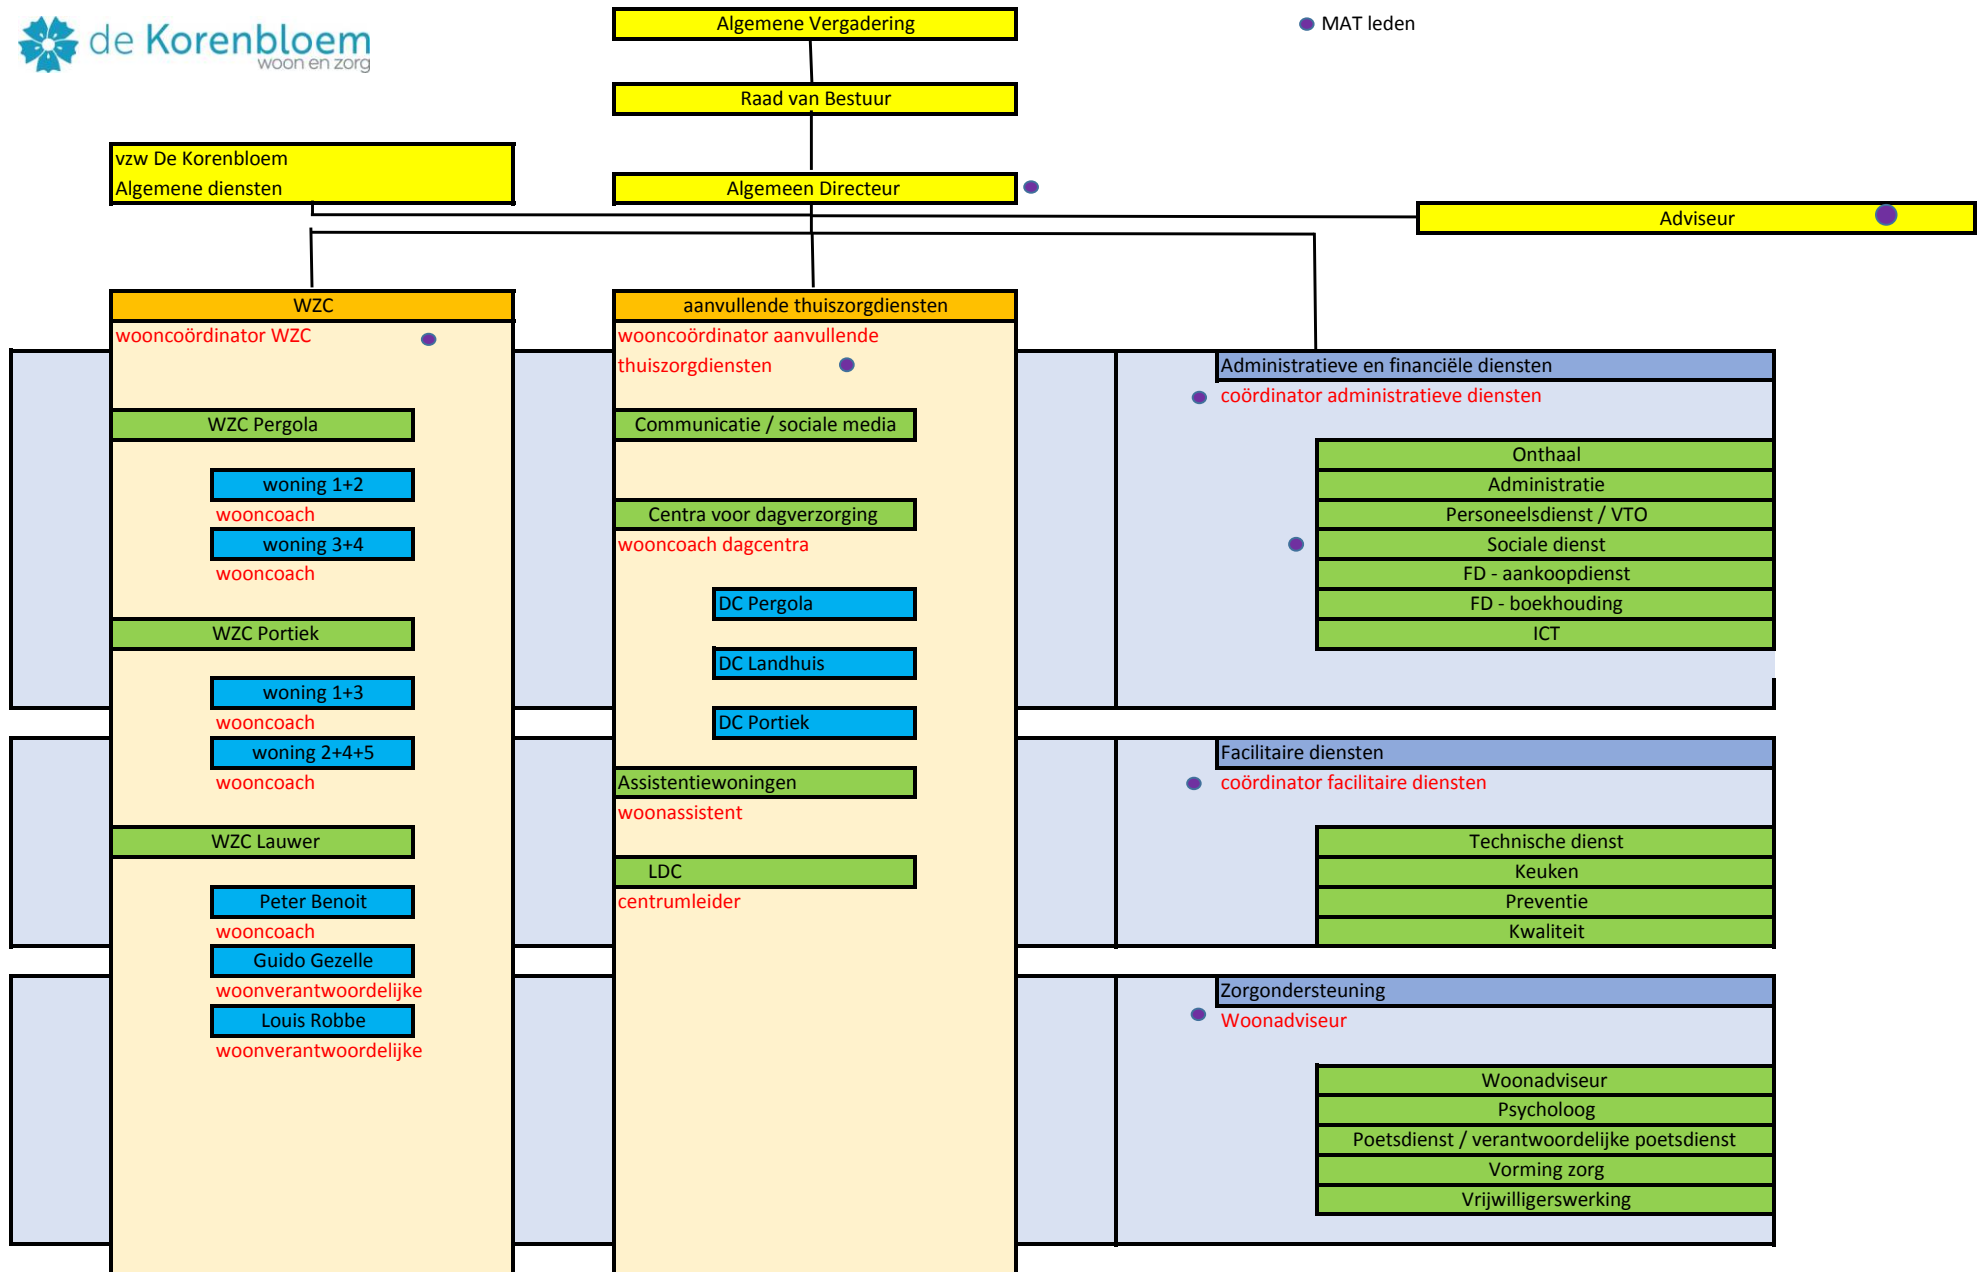 de Korenbloem
woon en zorg
Algemene Vergadering
MAT leden
Raad van Bestuur
vzw De Korenbloem
Algemene diensten
Algemeen Directeur
Adviseur
WZC
wooncoördinator WZC
WZC Pergola
woning 1+2
wooncoach
woning 3+4
wooncoach
WZC Portiek
woning 1+3
wooncoach
woning 2+4+5
wooncoach
WZC Lauwer
Peter Benoit
wooncoach
Guido Gezelle
woonverantwoordelijke
Louis Robbe
woonverantwoordelijke
aanvullende thuiszorgdiensten
wooncoördinator aanvullende
thuiszorgdiensten
Communicatie / sociale media
Centra voor dagverzorging
wooncoach dagcentra
DC Pergola
DC Landhuis
DC Portiek
Assistentiewoningen
woonassistent
LDC
centrumleider
Administratieve en financiële diensten
coördinator administratieve diensten
Onthaal
Administratie
Personeelsdienst / VTO
Sociale dienst
FD - aankoopdienst
FD - boekhouding
ICT
Facilitaire diensten
coördinator facilitaire diensten
Technische dienst
Keuken
Preventie
Kwaliteit
Zorgondersteuning
Woonadviseur
Woonadviseur
Psycholoog
Poetsdienst / verantwoordelijke poetsdienst
Vorming zorg
Vrijwilligerswerking